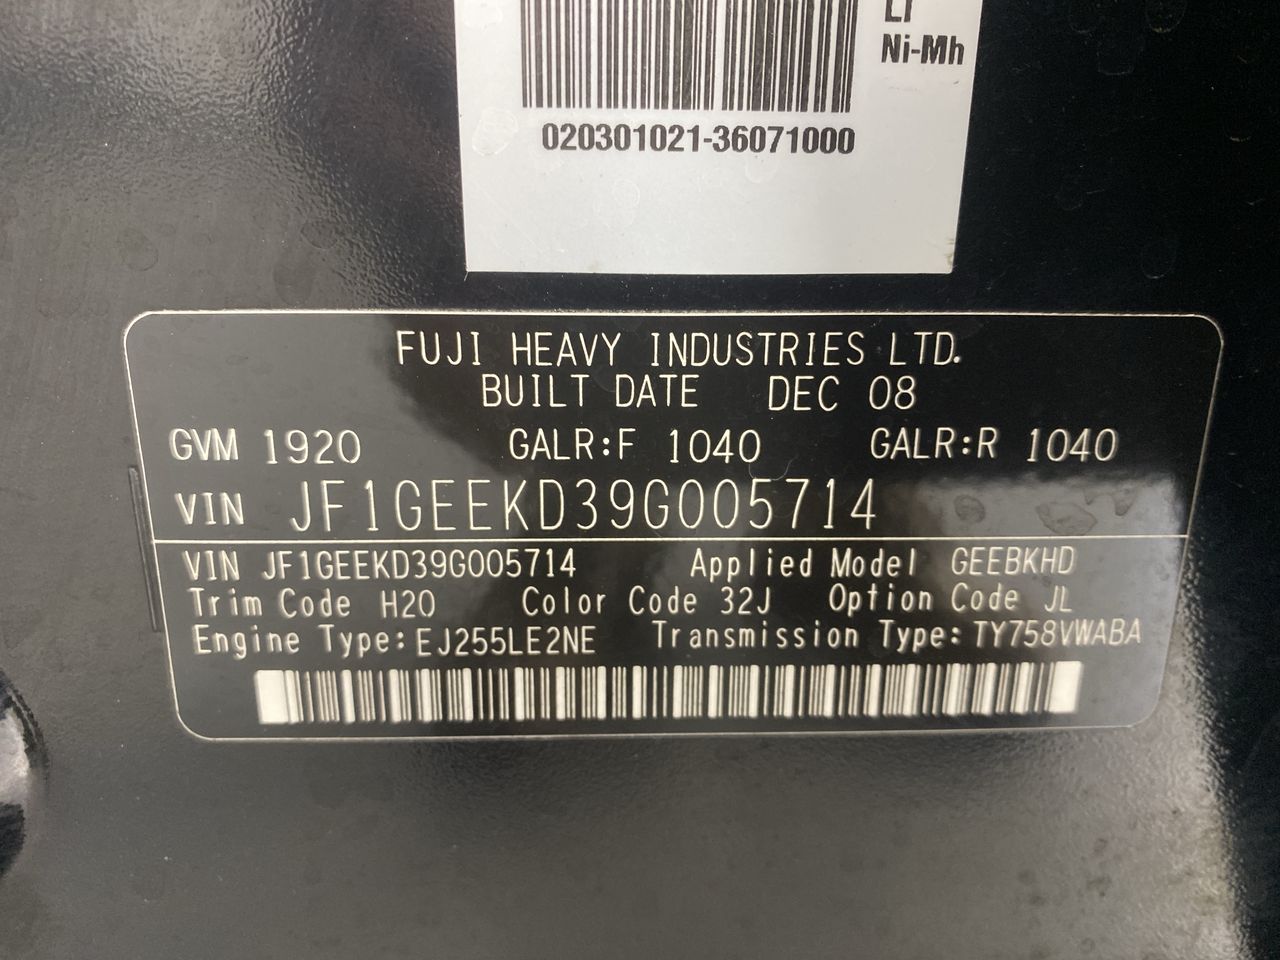 Ni-Mh
020301021-36071000
FUJI HEAVY INDUSTRIES LTD.
BUILT DATE DEC 08
GVM 1920 GALR:F 1040 GALR:R 1040
VIN JF1GEEKD39G005714
VIN JF1GEEKD39G005714 Applied Model GEEBKHD
Trim Code H20 Color Code 32J Option Code JL
Engine Type:EJ255LE2NE Transmission Type:TY758VWABA